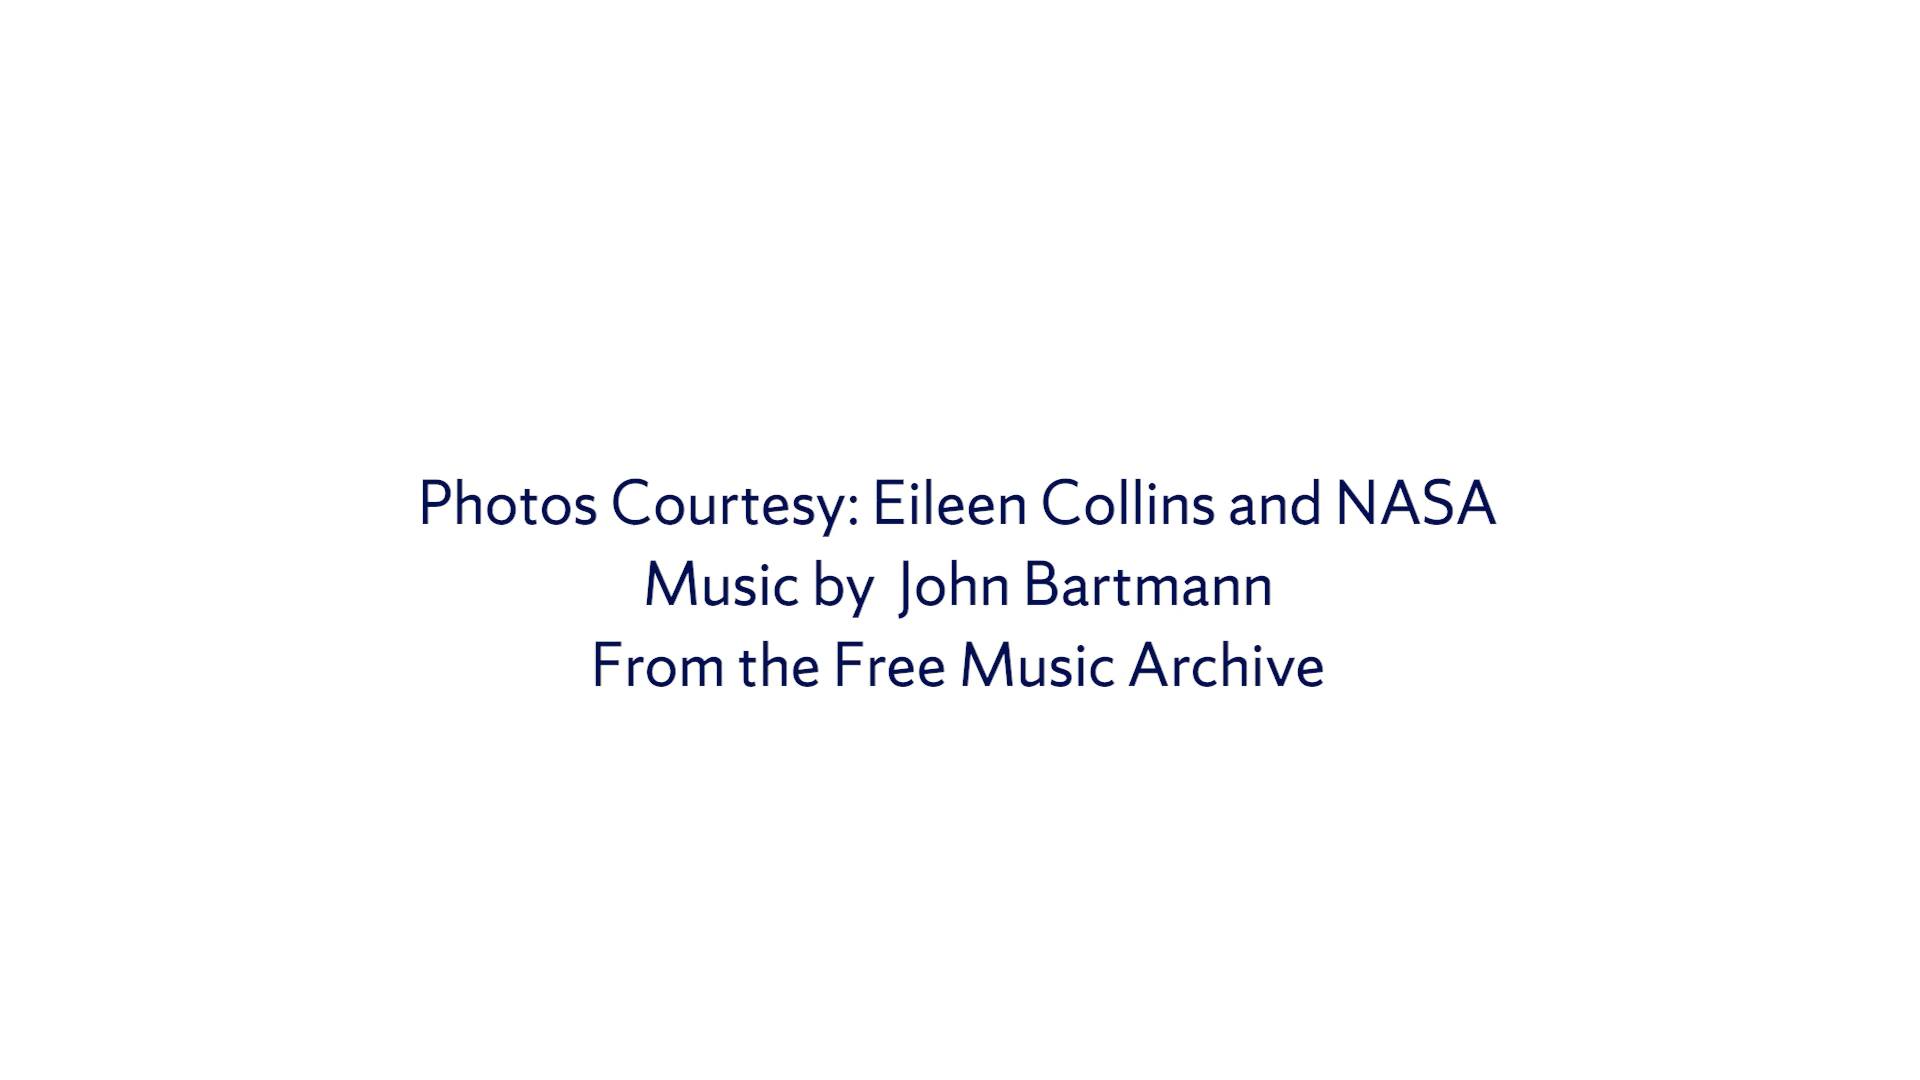 Photos Courtesy: Eileen Collins and NASA
Music by  John Bartmann
From the Free Music Archive